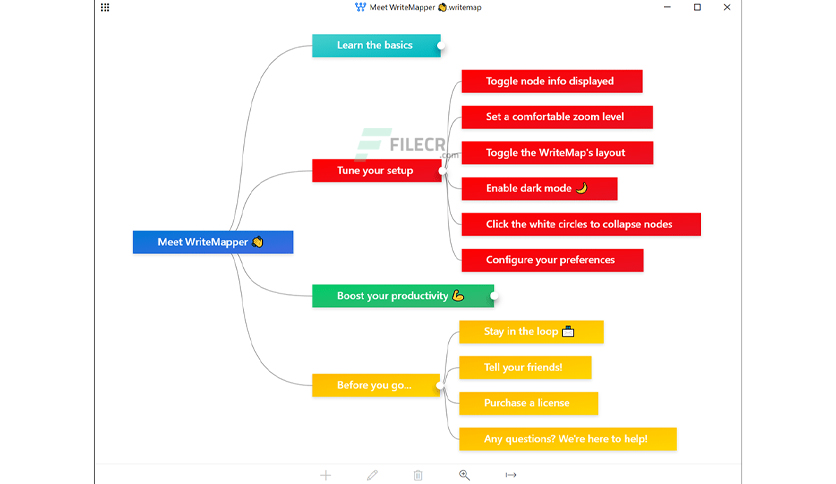 Meet WriteMapper 👏.writemap
Learn the basics
Toggle node info displayed
Set a comfortable zoom level
FILECR
.com
Toggle the WriteMap's layout
Tune your setup
Enable dark mode 🌙
Click the white circles to collapse nodes
Meet WriteMapper 👏
Configure your preferences
Boost your productivity 💪
Stay in the loop 🗳
Tell your friends!
Before you go...
Purchase a license
Any questions? We're here to help!